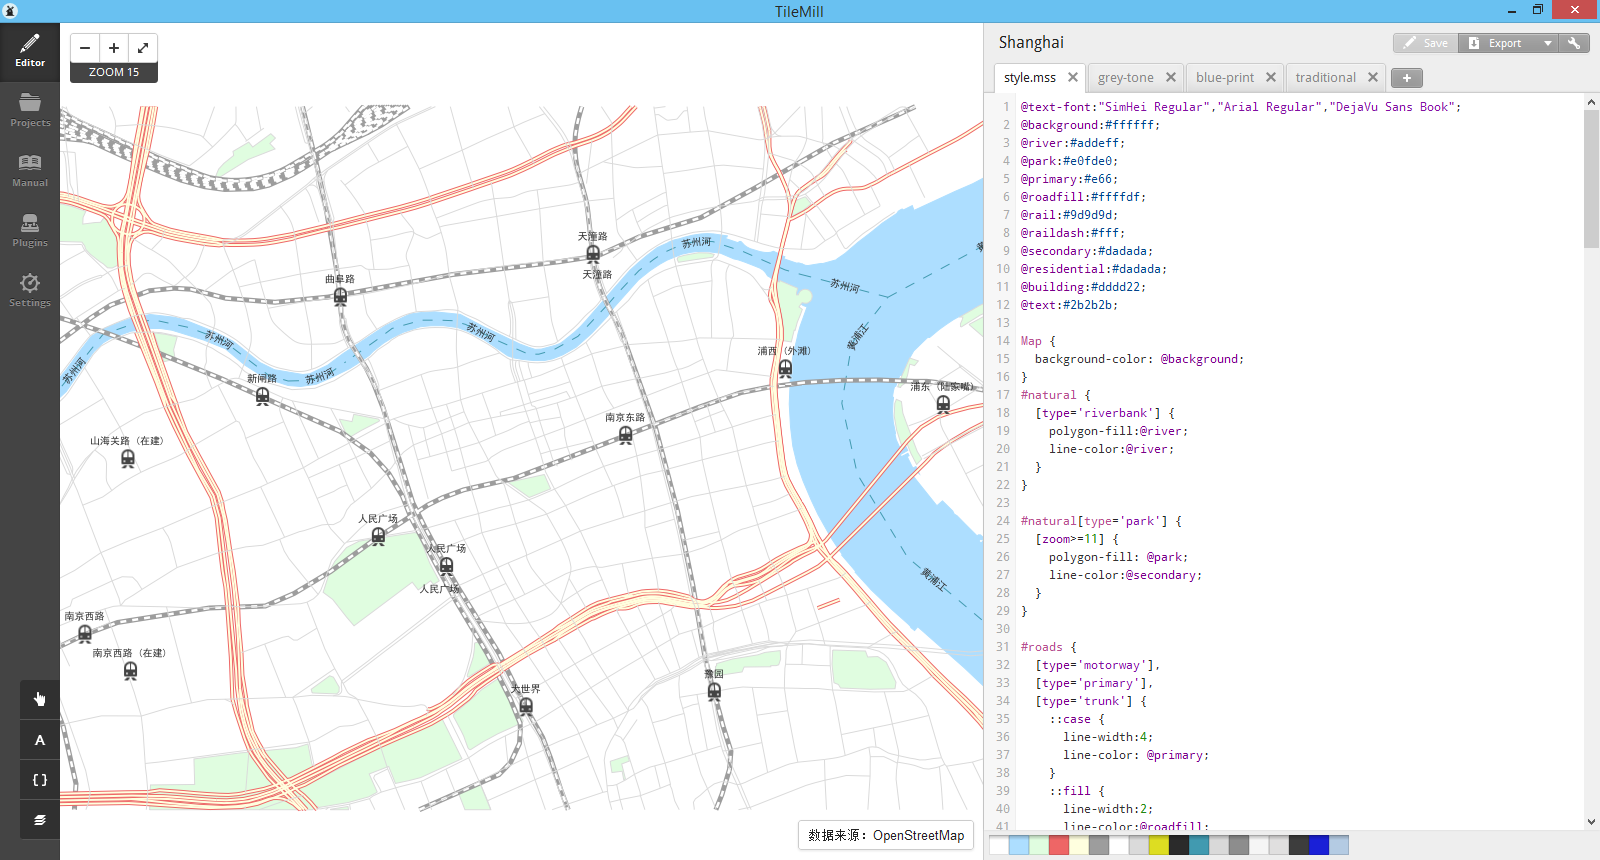 TileMill
Editor
Projects
Manual
Plugins
Settings
A
{ }
− +
ZOOM 15
天潼路
天潼路
苏州河
曲阜路
苏州河
黄浦江
苏州河
苏州河
苏州河
苏州河
浦西 (外滩)
新闸路
浦东 (陆家嘴)
南京东路
山海关路 (在建)
人民广场
人民广场
人民广场
黄浦江
南京西路
南京西路 (在建)
豫园
大世界
数据来源：OpenStreetMap
Shanghai
Save Export
style.mss grey-tone blue-print traditional +
1 @text-font:"SimHei Regular","Arial Regular","DejaVu Sans Book";
2 @background:#ffffff;
3 @river:#addeff;
4 @park:#e0fde0;
5 @primary:#e66;
6 @roadfill:#ffffdf;
7 @rail:#9d9d9d;
8 @raildash:#fff;
9 @secondary:#dadada;
10 @residential:#dadada;
11 @building:#dddd22;
12 @text:#2b2b2b;
13
14 Map {
15 background-color: @background;
16 }
17 #natural {
18 [type='riverbank'] {
19 polygon-fill:@river;
20 line-color:@river;
21 }
22 }
23
24 #natural[type='park'] {
25 [zoom>=11] {
26 polygon-fill: @park;
27 line-color:@secondary;
28 }
29 }
30
31 #roads {
32 [type='motorway'],
33 [type='primary'],
34 [type='trunk'] {
35 ::case {
36 line-width:4;
37 line-color: @primary;
38 }
39 ::fill {
40 line-width:2;
41 line-color:@roadfill;